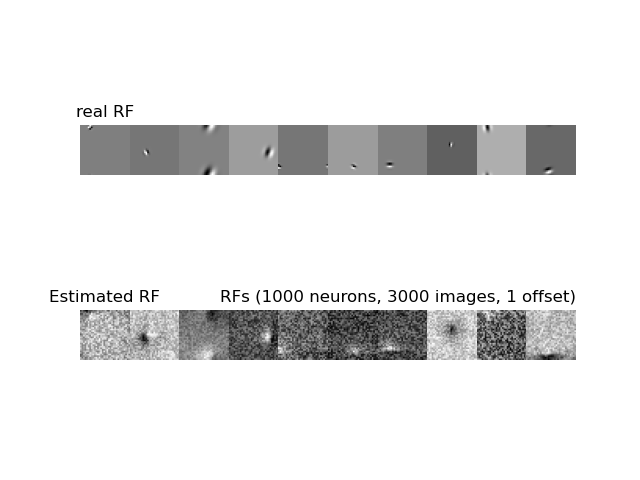 real RF
Estimated RF
RFs (1000 neurons, 3000 images, 1 offset)